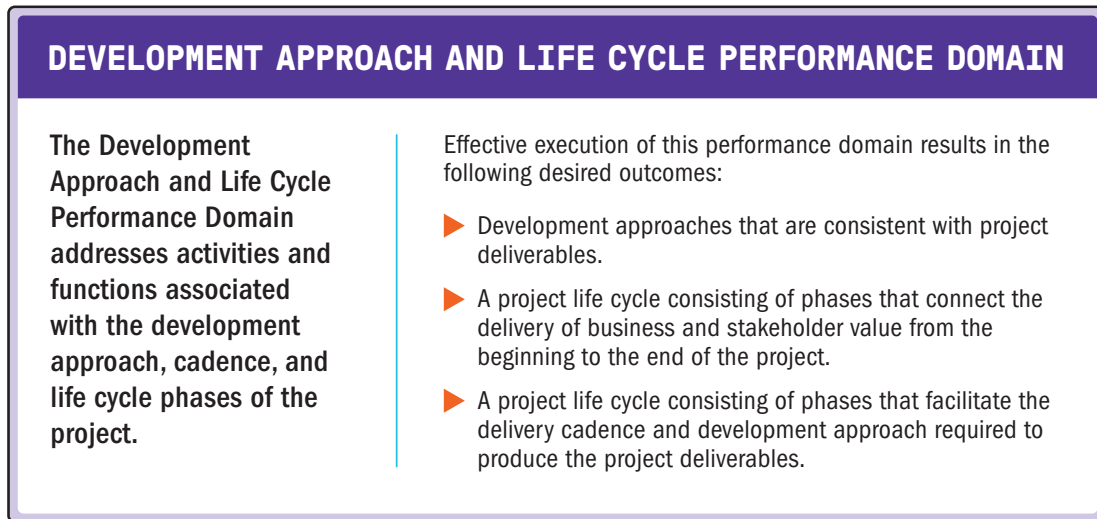 DEVELOPMENT APPROACH AND LIFE CYCLE PERFORMANCE DOMAIN
The Development
Approach and Life Cycle
Performance Domain
addresses activities and
functions associated
with the development
approach, cadence, and
life cycle phases of the
project.
Effective execution of this performance domain results in the
following desired outcomes:
Development approaches that are consistent with project
deliverables.
A project life cycle consisting of phases that connect the
delivery of business and stakeholder value from the
beginning to the end of the project.
A project life cycle consisting of phases that facilitate the
delivery cadence and development approach required to
produce the project deliverables.